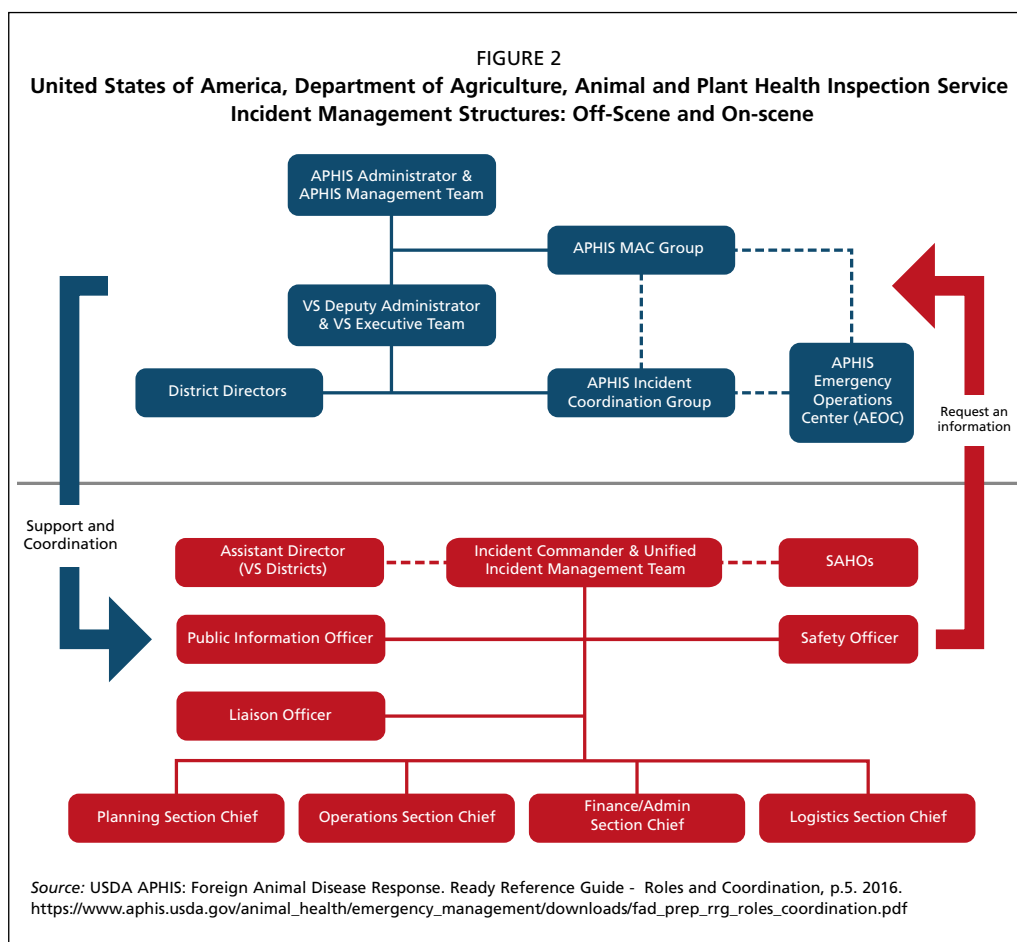 FIGURE 2
United States of America, Department of Agriculture, Animal and Plant Health Inspection Service
Incident Management Structures: Off-Scene and On-scene
APHIS Administrator &
APHIS Management Team
APHIS MAC Group
VS Deputy Administrator
& VS Executive Team
District Directors
APHIS Incident
Coordination Group
APHIS
Emergency
Operations
Center (AEOC)
Request an
information
Support and
Coordination
Assistant Director
(VS Districts)
Incident Commander & Unified
Incident Management Team
SAHOs
Public Information Officer
Safety Officer
Liaison Officer
Planning Section Chief
Operations Section Chief
Finance/Admin
Section Chief
Logistics Section Chief
Source: USDA APHIS: Foreign Animal Disease Response. Ready Reference Guide - Roles and Coordination, p.5. 2016.
https://www.aphis.usda.gov/animal_health/emergency_management/downloads/fad_prep_rrg_roles_coordination.pdf